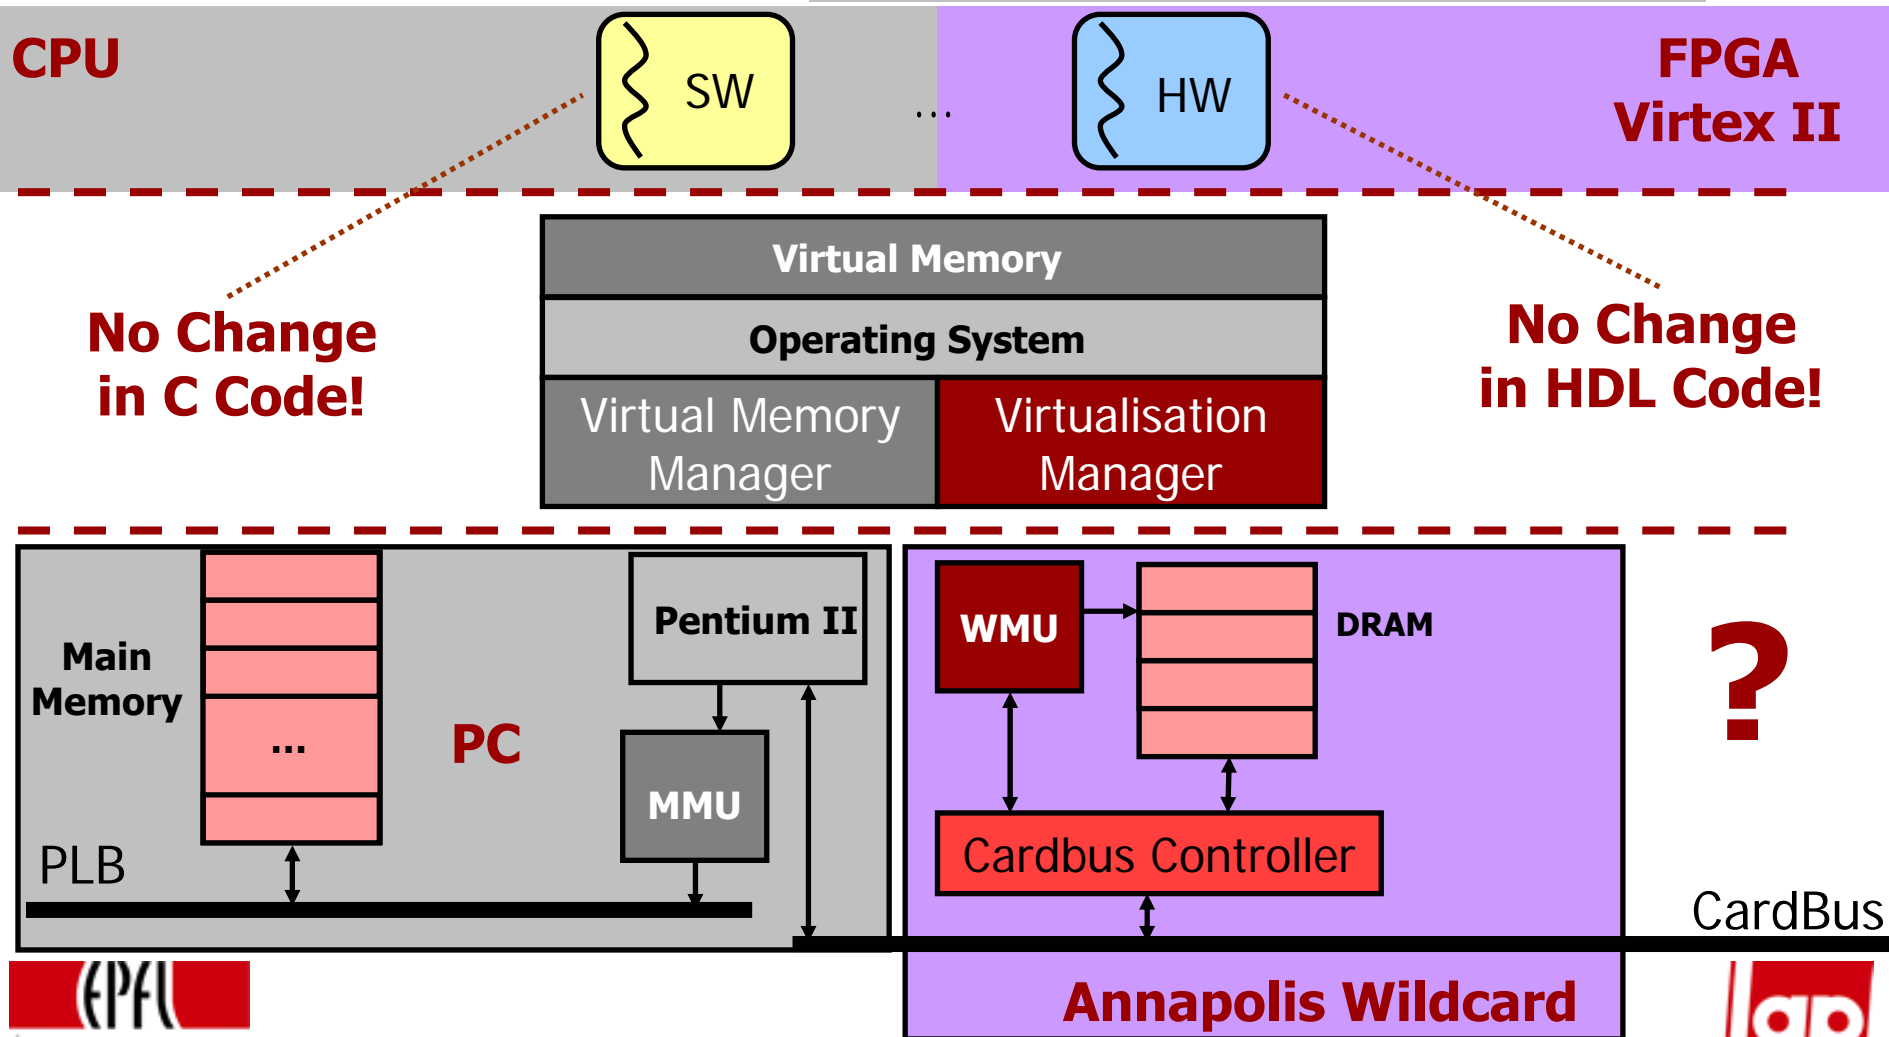 CPU
SW
...
HW
FPGA
Virtex II
Virtual Memory
Operating System
Virtual Memory
Manager
Virtualisation
Manager
No Change
in C Code!
No Change
in HDL Code!
Main
Memory
...
PC
Pentium II
MMU
PLB
WMU
DRAM
Cardbus Controller
?
CardBus
Annapolis Wildcard
EPFL
lap